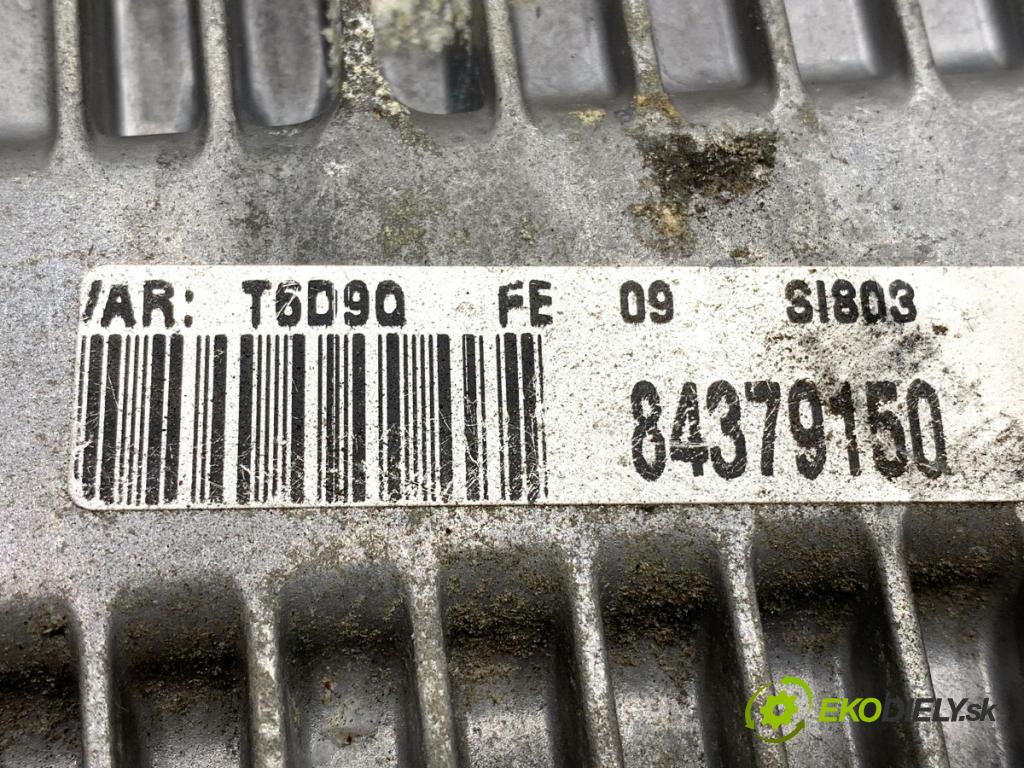 /AR: T6D9Q FE 09 SI803
84379150
EKODIELY.sk